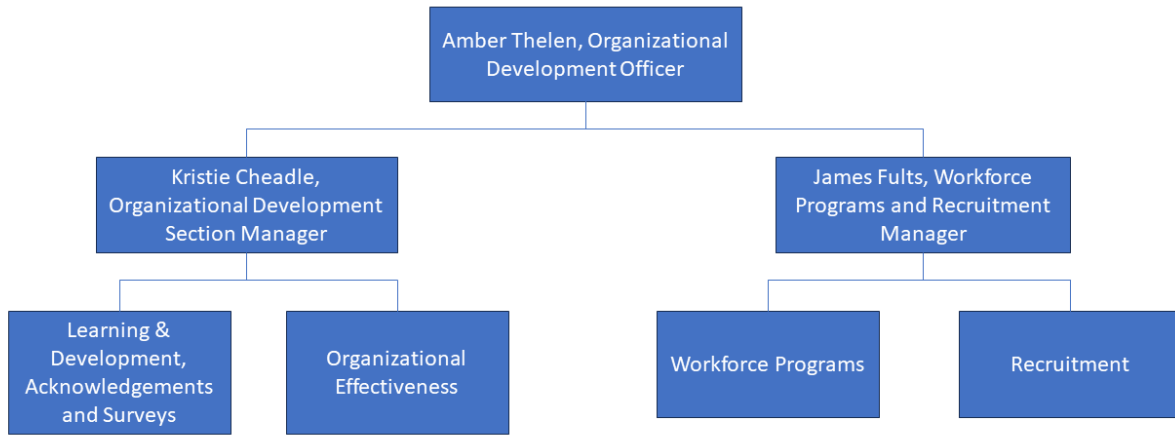 Amber Thelen, Organizational
Development Officer
Kristie Cheadle,
Organizational Development
Section Manager
James Fults, Workforce
Programs and Recruitment
Manager
Learning &
Development,
Acknowledgements
and Surveys
Organizational
Effectiveness
Workforce Programs
Recruitment